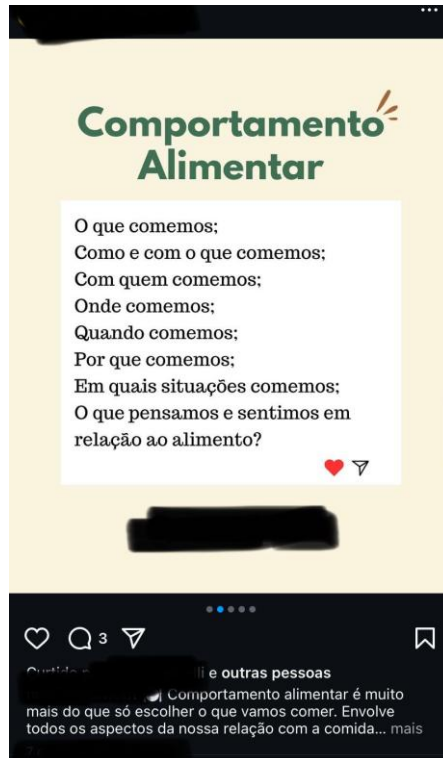 Comportamento
Alimentar
O que comemos;
Como e com o que comemos;
Com quem comemos;
Onde comemos;
Quando comemos;
Por que comemos;
Em quais situações comemos;
O que pensamos e sentimos em
relação ao alimento?
3
e outras pessoas
Comportamento alimentar é muito
mais do que só escolher o que vamos comer. Envolve
todos os aspectos da nossa relação com a comida... mais